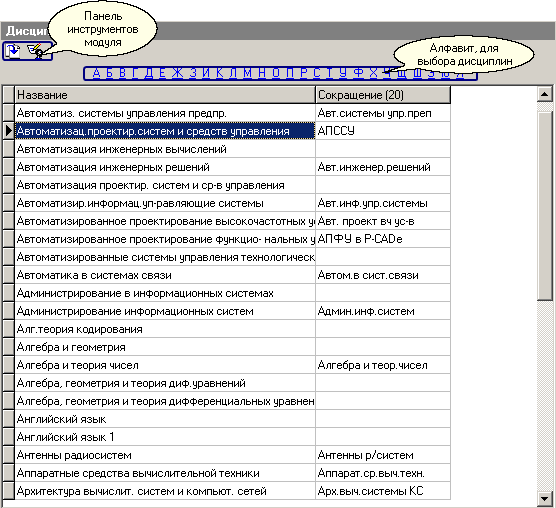 Дисцип
Панель
инструментов
модуля
Алфавит, для
выбора дисциплин
А Б В Г Д Е Ж З И К Л М Н О П Р С Т У Ф Х
Название Сокращение (20)
Автоматиз. системы управления предпр. Авт.системы упр.преп
Автоматизац.проектир.систем и средств управления АПССУ
Автоматизация инженерных вычислений
Автоматизация инженерных решений Авт.инженер.решений
Автоматизация проектир. систем и ср-в управления
Автоматизир.информац.уп-равляющие системы Авт.инф.упр.системы
Автоматизированное проектирование высокочастотных у Авт. проект вч ус-в
Автоматизированное проектирование функцио- нальных у АПФУ в P-CADe
Автоматизированные системы управления технологическ
Автоматика в системах связи Автом.в сист.связи
Администрирование в информационных системах
Администрирование информационных систем Админ.инф.систем
Алг.теория кодирования
Алгебра и геометрия
Алгебра и теория чисел Алгебра и теор.чисел
Алгебра, геометрия и теория диф.уравнений
Алгебра, геометрия и теория дифференциальных уравнен
Английский язык
Английский язык 1
Антенны радиосистем Антенны р/систем
Аппаратные средства вычислительной техники Аппарат.ср.выч.техн.
Архитектура вычислит. систем и компьют. сетей Арх.выч.системы КС